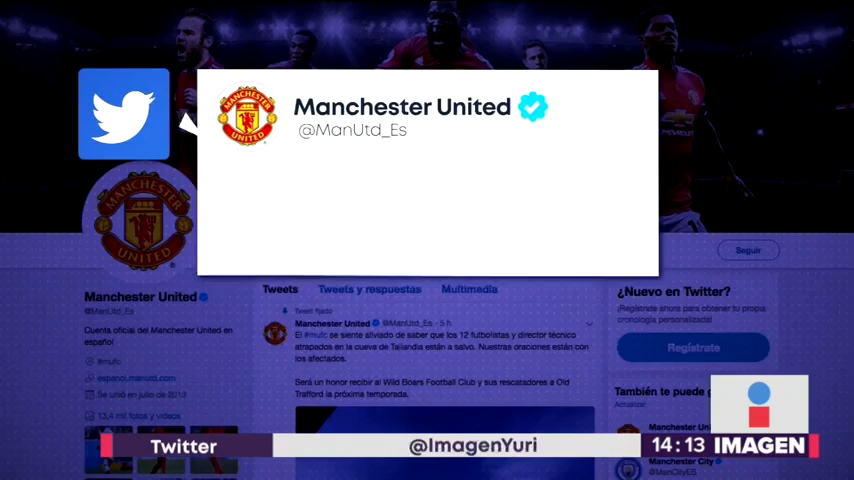 Manchester United
@ManUtd_Es
MANCHESTER
UNITED
CHEVROLET
MANCHESTER
UNITED
Seguir
Tweets Tweets y respuestas Multimedia
Manchester United
@ManUtd_Es
Cuenta oficial del Manchester United en
español
#mufc
espanol.manutd.com
Se unió en julio de 2013
13,4 mil fotos y videos
Tweet fijado
Manchester United @ManUtd_Es · 5 h
El #mufc se siente aliviado de saber que los 12 futbolistas y director técnico
atrapados en la cueva de Tailandia están a salvo. Nuestras oraciones están con
los afectados.
Será un honor recibir al Wild Boars Football Club y sus rescatadores a Old
Trafford la próxima temporada.
¿Nuevo en Twitter?
¡Regístrate ahora para obtener tu propia
cronología personalizada!
Regístrate
También te puede g
Actualizar
Manchester Un
Manchester City
@ManCityES
Twitter @ImagenYuri 14:13 IMAGEN